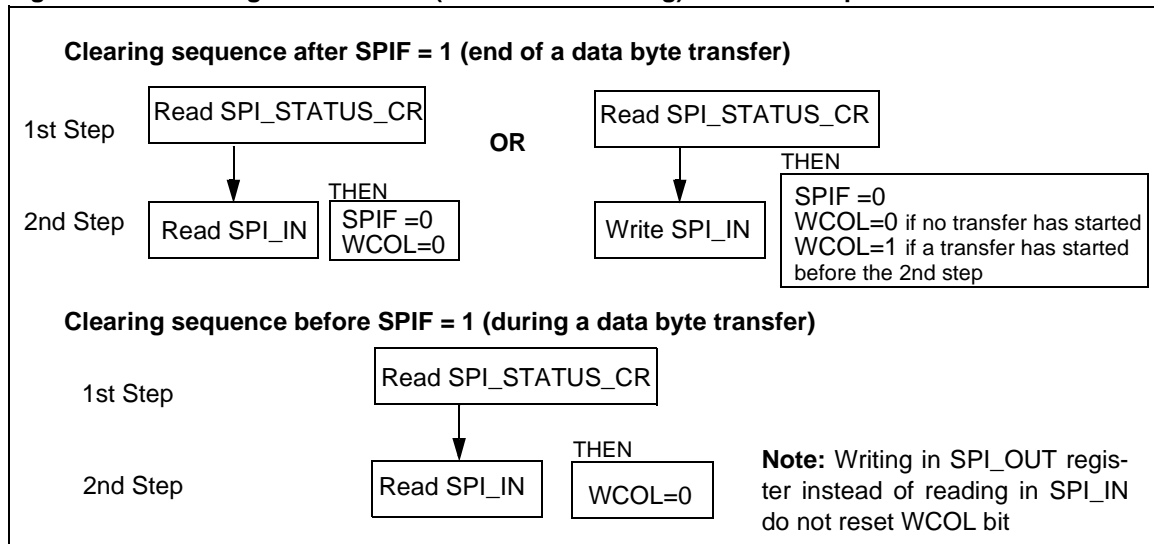 Clearing sequence after SPIF = 1 (end of a data byte transfer)
1st Step
Read SPI_STATUS_CR
OR
Read SPI_STATUS_CR
2nd Step
Read SPI_IN
THEN
SPIF =0
WCOL=0
Write SPI_IN
THEN
SPIF =0
WCOL=0 if no transfer has started
WCOL=1 if a transfer has started
before the 2nd step
Clearing sequence before SPIF = 1 (during a data byte transfer)
1st Step
Read SPI_STATUS_CR
2nd Step
Read SPI_IN
THEN
WCOL=0
Note: Writing in SPI_OUT regis-
ter instead of reading in SPI_IN
do not reset WCOL bit